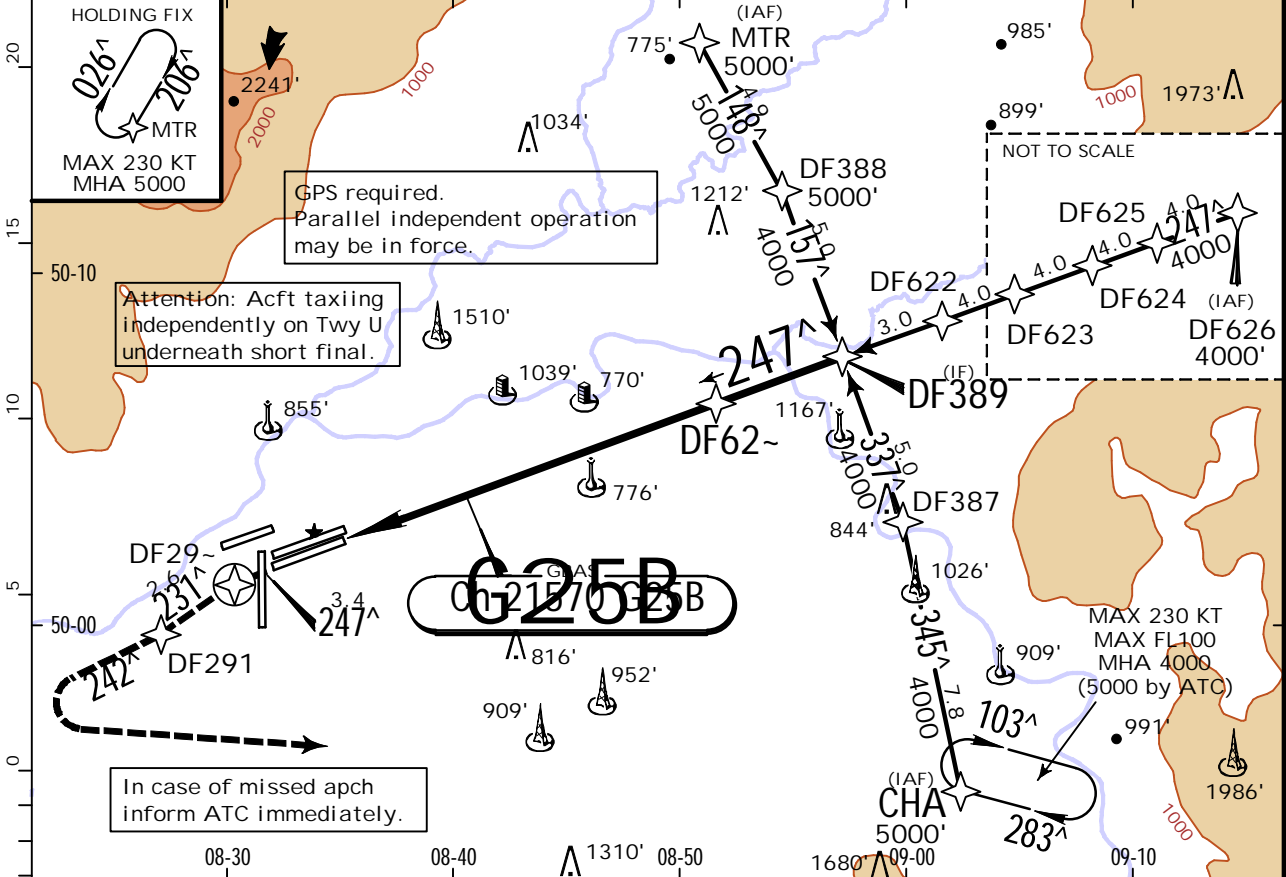 HOLDING FIX
026^
206^
MTR
MAX 230 KT
MHA 5000
20
15
10
5
0
2241'
2000
1000
1034'
GPS required.
Parallel independent operation
may be in force.
Attention: Acft taxiing
independently on Twy U
underneath short final.
775'
(IAF)
MTR
5000'
4.9
148^
5000
DF388
5000'
1212'
5.0
157^
4000
985'
899'
1000
1973'
NOT TO SCALE
DF625
4.0
247^
4000
4.0
DF624
(IAF)
DF626
4000'
4.0
DF623
4.0
DF622
3.0
(IF)
DF389
247^
DF62~
50-10
1510'
1039'
770'
855'
776'
1167'
5.0
337^
4000
844'
DF387
1026'
DF29~
2.6
231^
3.4
247^
GBAS
Ch 21570 G25B
G25B
50-00
DF291
242^
816'
952'
909'
345^
7.8
4000
909'
MAX 230 KT
MAX FL100
MHA 4000
(5000 by ATC)
103^
283^
991'
(IAF)
CHA
5000'
1986'
1000
In case of missed apch
inform ATC immediately.
1310'
1680'
08-30
08-40
08-50
09-00
09-10